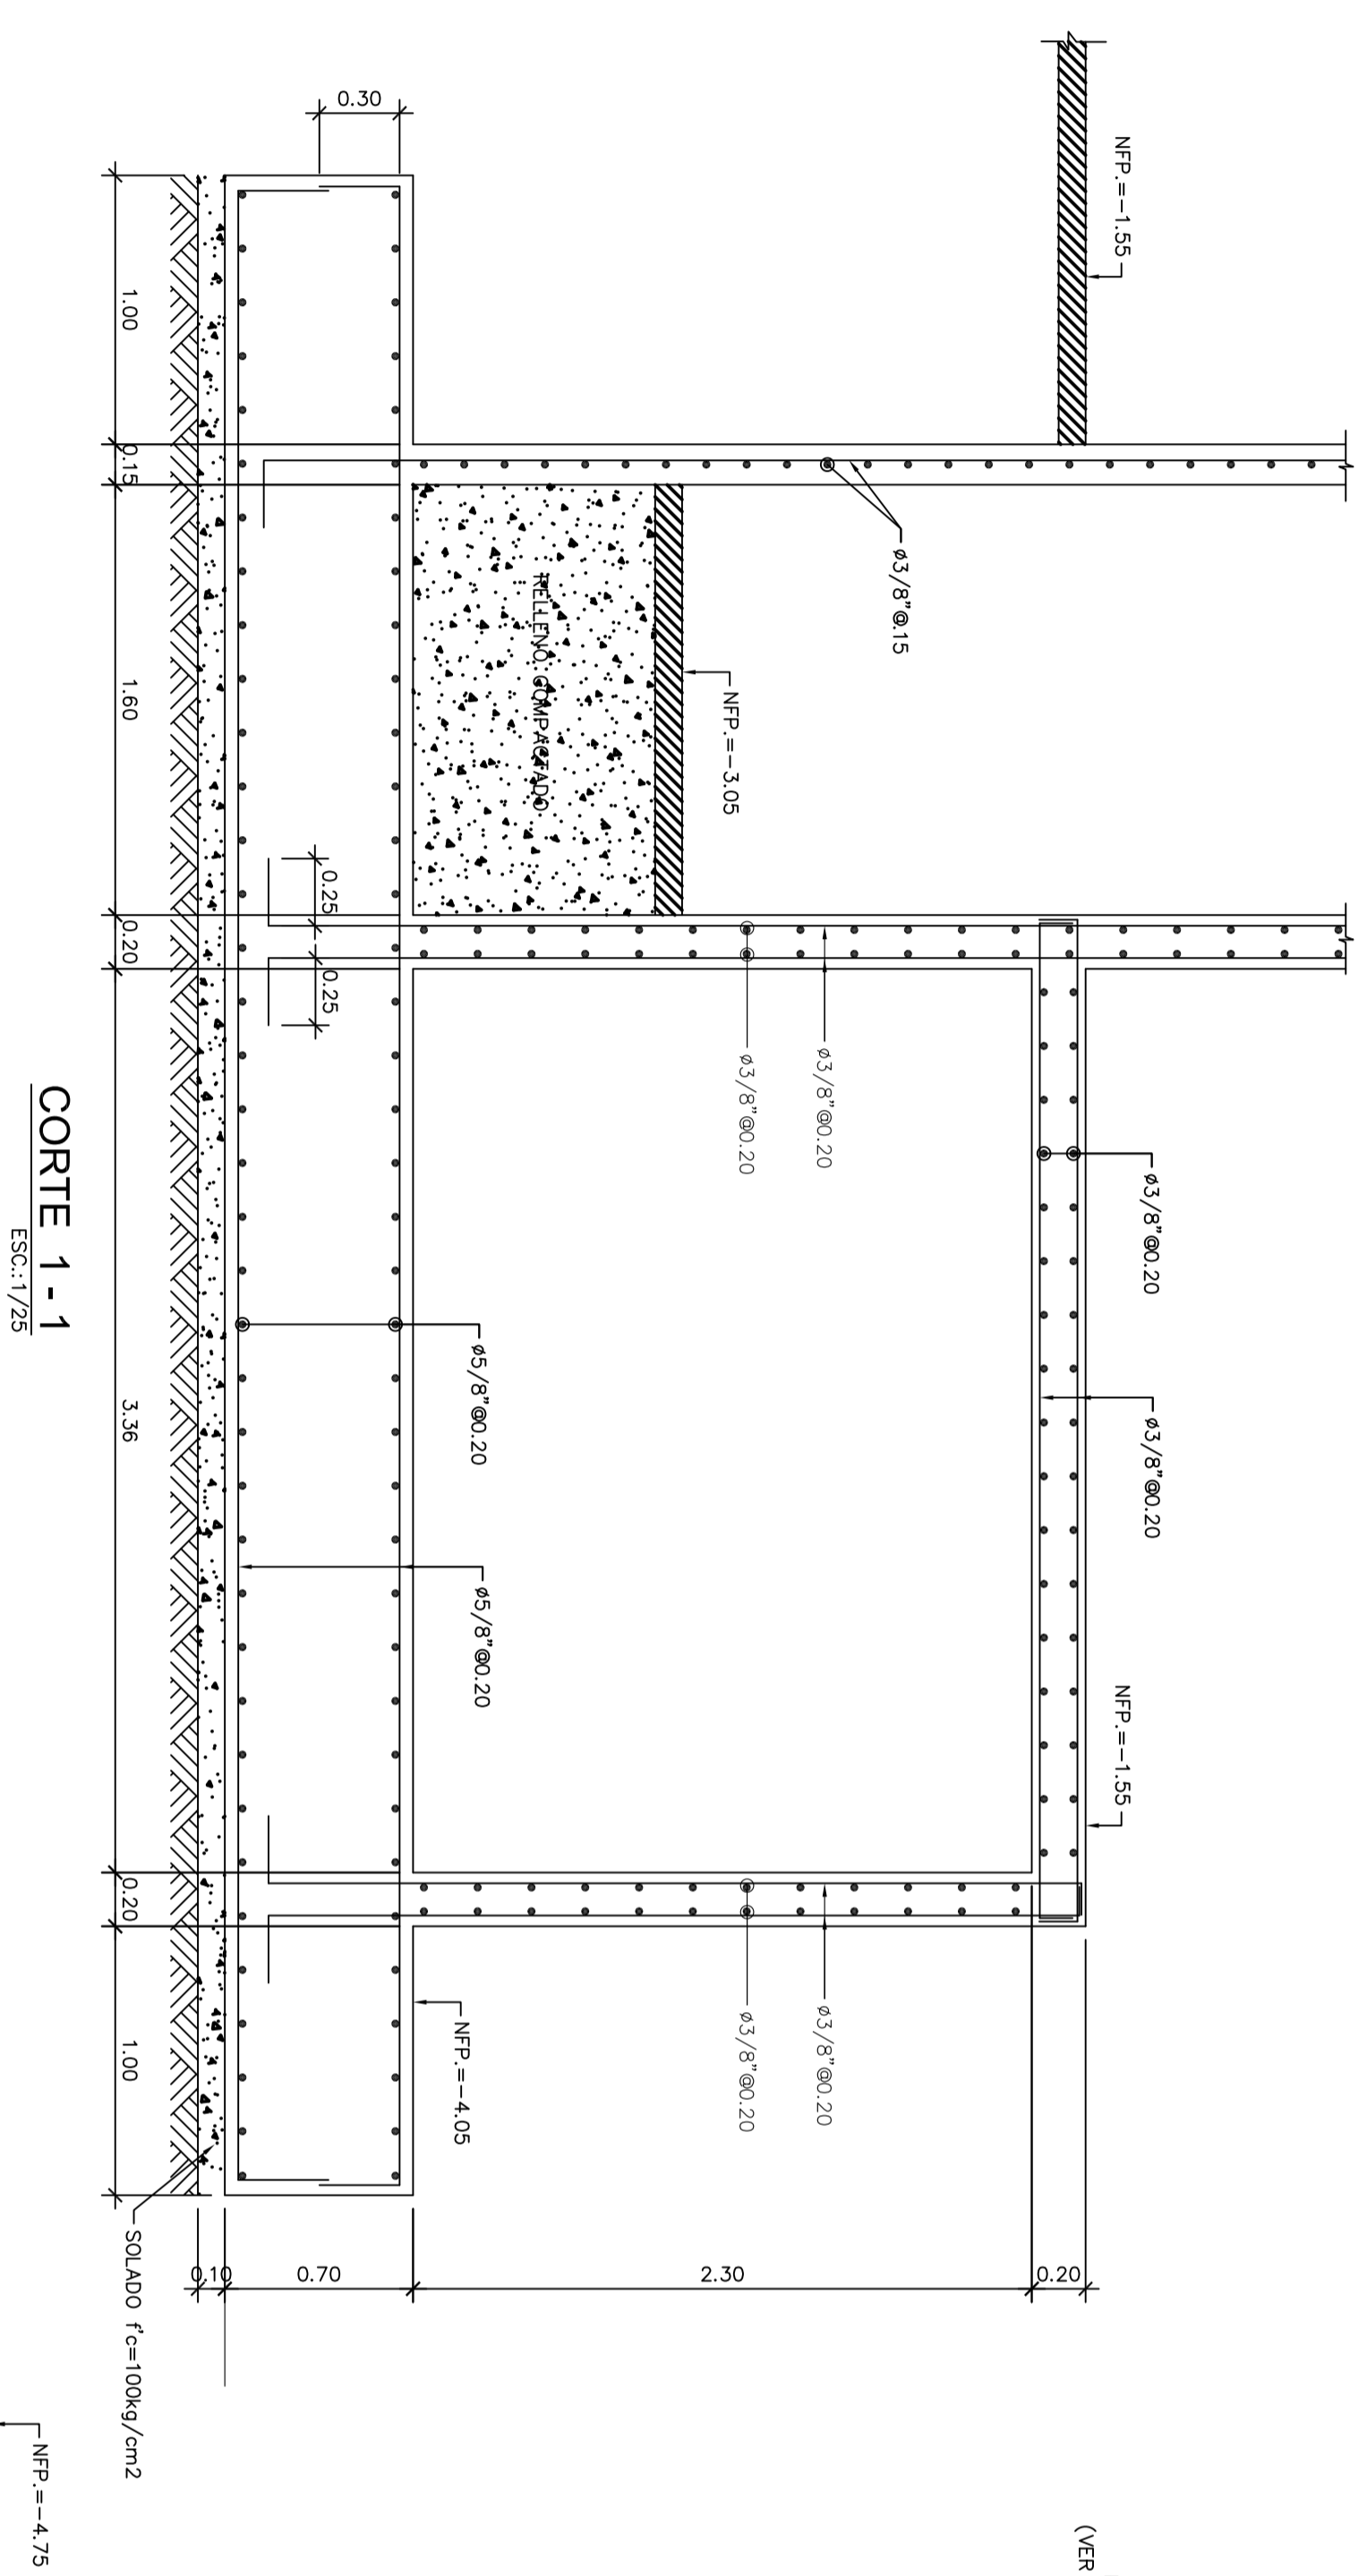 NFP.=-1.55
0.30
ø3/8"@.15
NFP.=-3.05
RELLENO COMPACTADO
0.25
0.25
ø3/8"@0.20
ø3/8"@0.20
ø3/8"@0.20
ø3/8"@0.20
ø5/8"@0.20
ø5/8"@0.20
NFP.=-1.55
ø3/8"@0.20
ø3/8"@0.20
NFP.=-4.05
0.20
2.30
0.70
0.10
1.00
0.15
1.60
0.20
3.36
0.20
1.00
SOLADO f'c=100kg/cm2
CORTE 1 - 1
ESC.:1/25
NFP.=-4.75
(VER